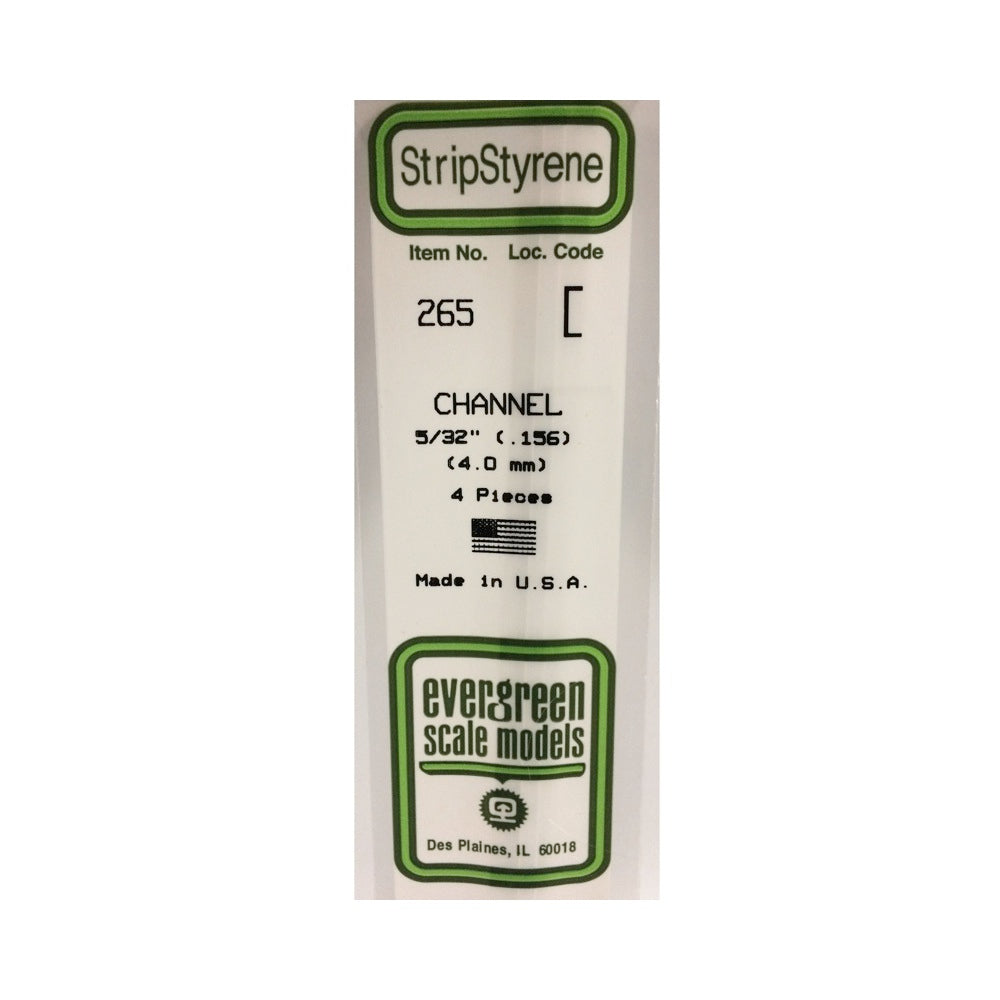 StripStyrene
Item No. Loc. Code
265
CHANNEL
5/32" (.156)
(4.0 mm)
4 Pieces
Made in U.S.A.
evergreen
scale models
Des Plaines, IL 60018